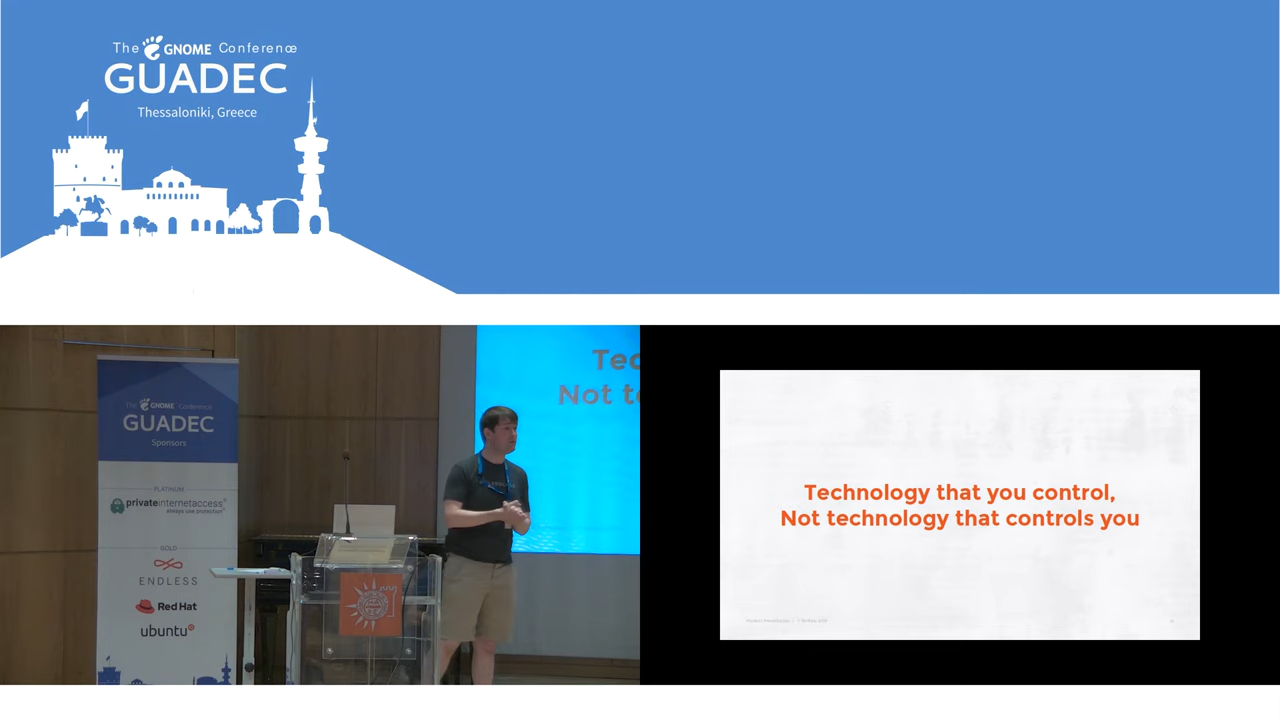 The GNOME Conference
GUADEC
Thessaloniki, Greece
The GNOME Conference
GUADEC
Sponsors
PLATINUM
privateinternetaccess®
always use protection®
GOLD
ENDLESS
Red Hat
ubuntu®
Tec
Not te
Technology that you control,
Not technology that controls you